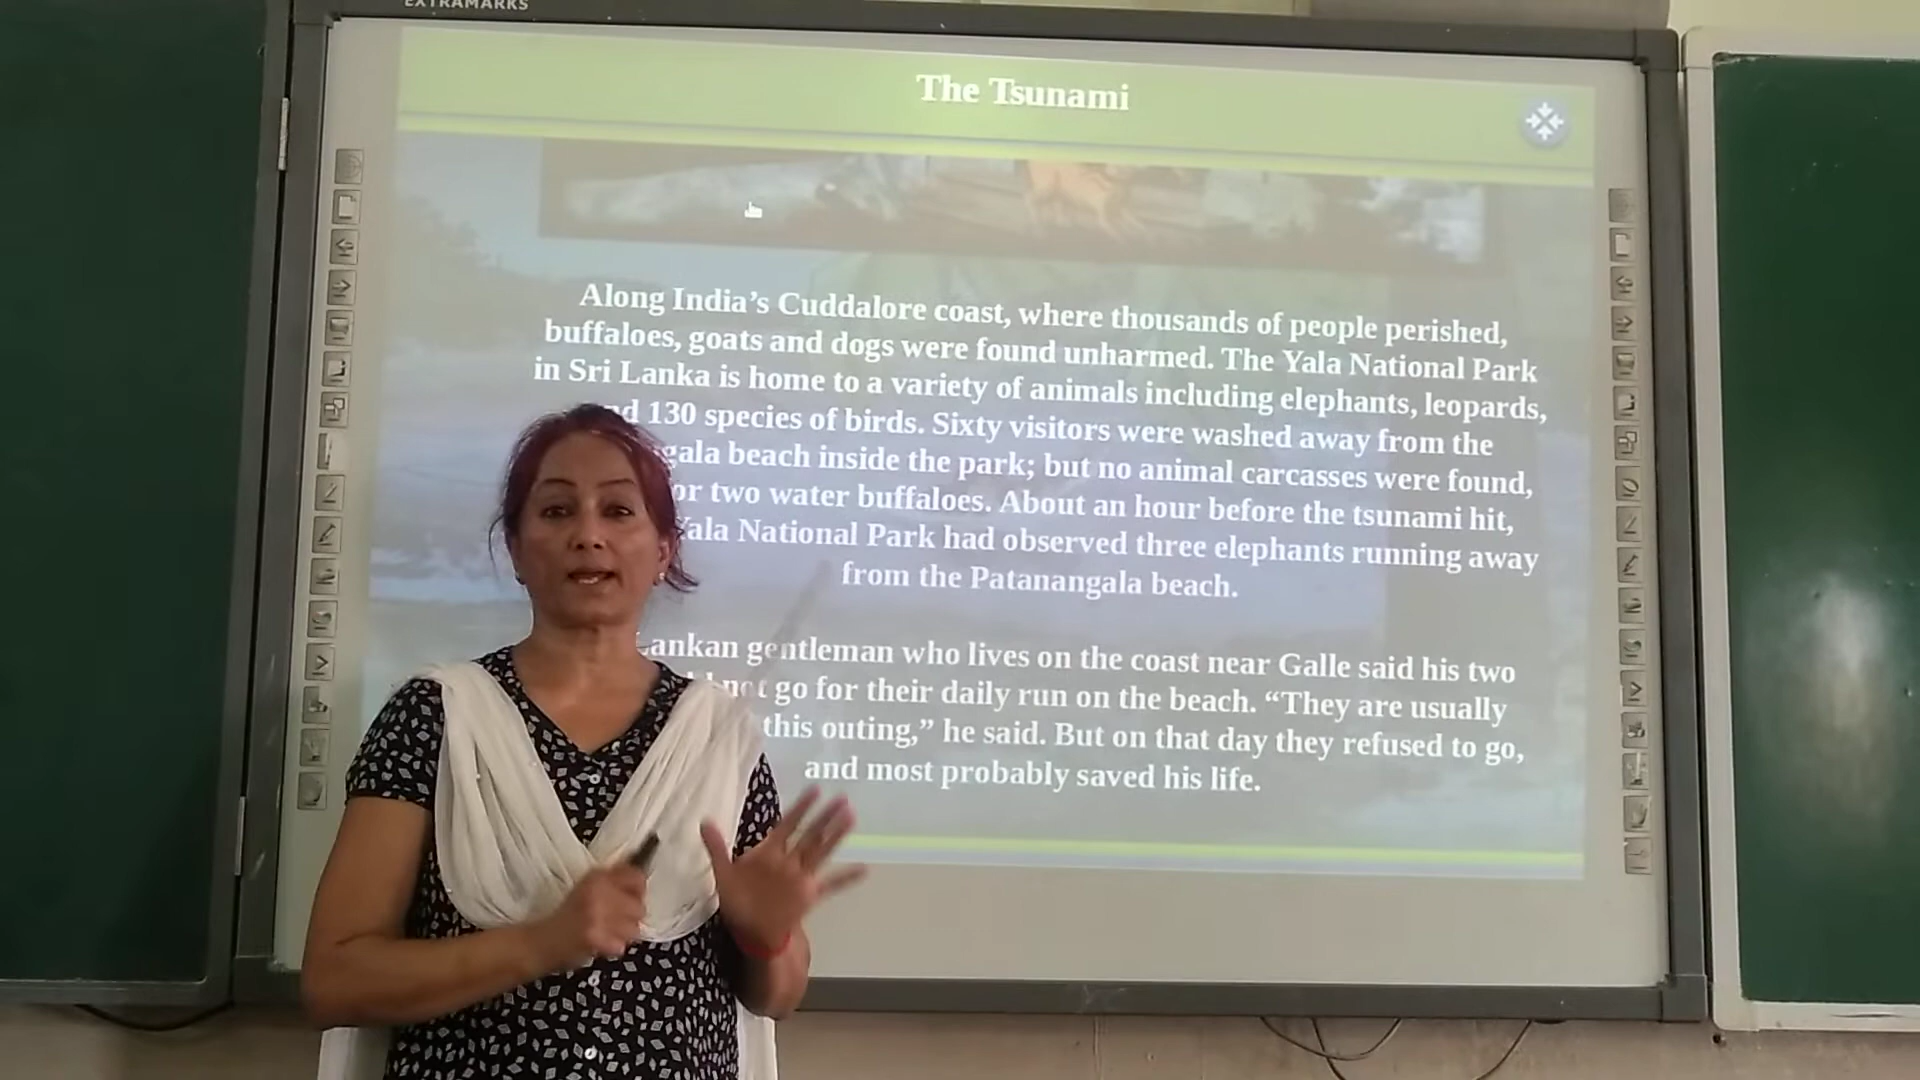 EXTRAMARKS
The Tsunami
Along India’s Cuddalore coast, where thousands of people perished,
buffaloes, goats and dogs were found unharmed. The Yala National Park
in Sri Lanka is home to a variety of animals including elephants, leopards,
130 species of birds. Sixty visitors were washed away from the
beach inside the park; but no animal carcasses were found,
two water buffaloes. About an hour before the tsunami hit,
Yala National Park had observed three elephants running away
from the Patanangala beach.
Lankan gentleman who lives on the coast near Galle said his two
not go for their daily run on the beach. “They are usually
this outing,” he said. But on that day they refused to go,
and most probably saved his life.